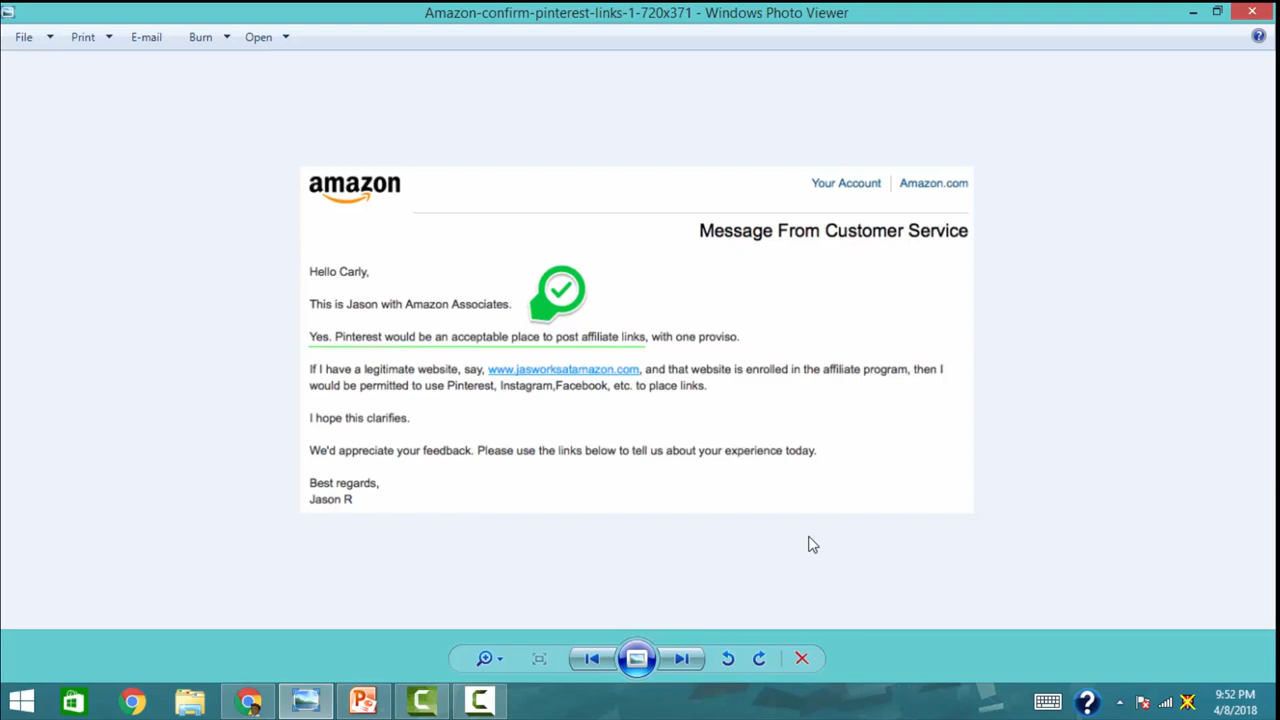 Amazon-confirm-pinterest-links-1-720x371 - Windows Photo Viewer
File Print E-mail Burn Open
amazon
Your Account Amazon.com
Message From Customer Service
Hello Carly,
This is Jason with Amazon Associates.
Yes. Pinterest would be an acceptable place to post affiliate links, with one proviso.
If I have a legitimate website, say, www.jasworksatamazon.com, and that website is enrolled in the affiliate program, then I
would be permitted to use Pinterest, Instagram,Facebook, etc. to place links.
I hope this clarifies.
We'd appreciate your feedback. Please use the links below to tell us about your experience today.
Best regards,
Jason R
9:52 PM
4/8/2018